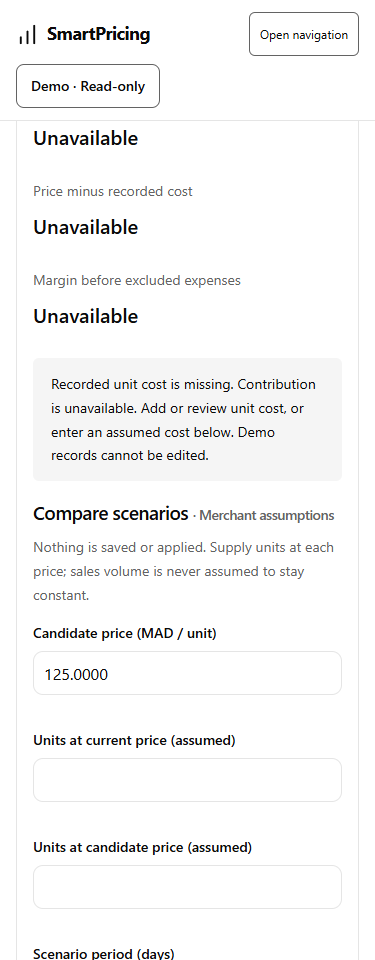 SmartPricing
Open navigation
Demo · Read-only
Unavailable
Price minus recorded cost
Unavailable
Margin before excluded expenses
Unavailable
Recorded unit cost is missing. Contribution
is unavailable. Add or review unit cost, or
enter an assumed cost below. Demo
records cannot be edited.
Compare scenarios · Merchant assumptions
Nothing is saved or applied. Supply units at each
price; sales volume is never assumed to stay
constant.
Candidate price (MAD / unit)
125.0000
Units at current price (assumed)
Units at candidate price (assumed)
Scenario period (days)